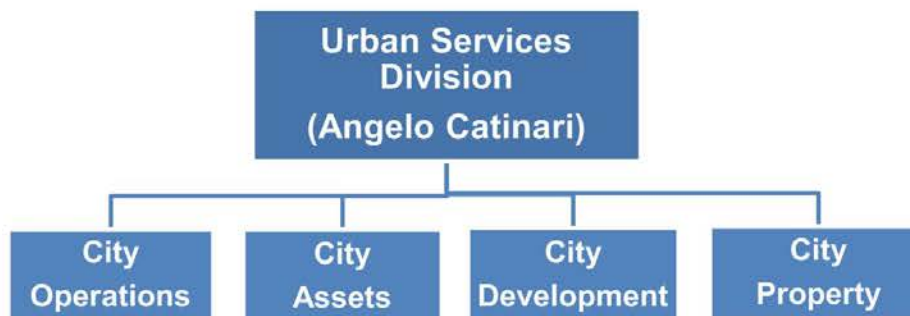 Urban Services
Division
(Angelo Catinari)
City
Operations
City
Assets
City
Development
City
Property